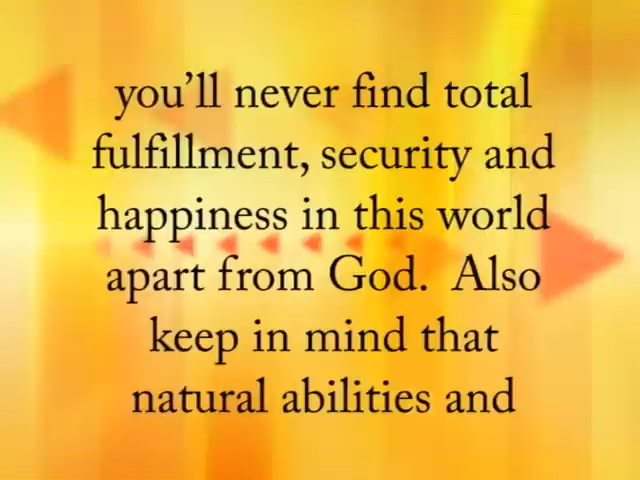 you’ll never find total
fulfillment, security and
happiness in this world
apart from God.  Also
keep in mind that
natural abilities and